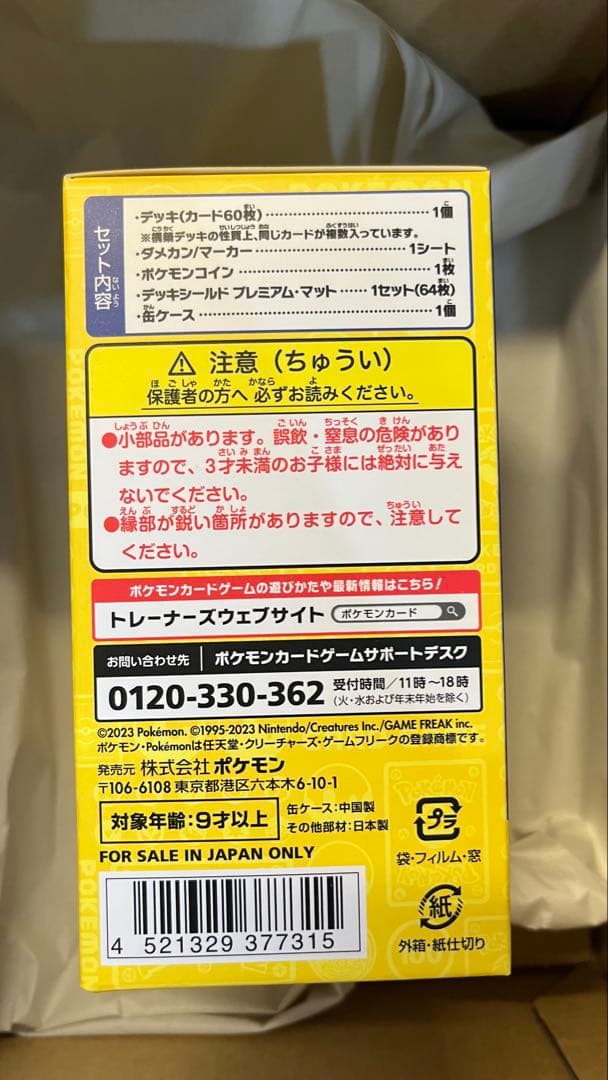 セット内容
・デッキ(カード60枚)……1個
※構築デッキの性質上、同じカードが複数入っています。
・ダメカン/マーカー……1シート
・ポケモンコイン……1枚
・デッキシールド プレミアム・マット……1セット(64枚)
・缶ケース……1個
⚠ 注意(ちゅうい)
保護者の方へ 必ずお読みください。
●小部品があります。誤飲・窒息の危険があり
ますので、3才未満のお子様には絶対に与え
ないでください。
●縁部が鋭い箇所がありますので、注意して
ください。
ポケモンカードゲームの遊びかたや最新情報はこちら!
トレーナーズウェブサイト ポケモンカード
お問い合わせ先 ポケモンカードゲームサポートデスク
0120-330-362 受付時間/11時~18時
(火・水および年末年始を除く)
©2023 Pokémon. ©1995-2023 Nintendo/Creatures Inc./GAME FREAK inc.
ポケモン・Pokémonは任天堂・クリーチャーズ・ゲームフリークの登録商標です。
発売元 株式会社 ポケモン
〒106-6108 東京都港区六本木6-10-1
対象年齢:9才以上
缶ケース:中国製
その他部材:日本製
FOR SALE IN JAPAN ONLY
プラ
袋・フィルム・窓
紙
外箱・紙仕切り
4 521329 377315
POKÉMON